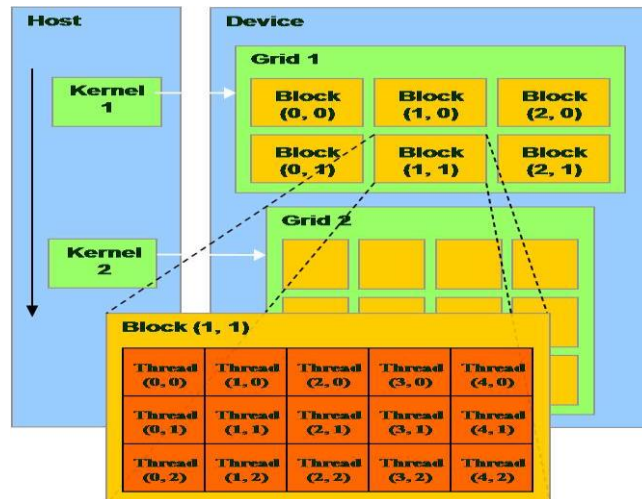 Host
Device
Grid 1
Kernel
1
Block
(0, 0)
Block
(1, 0)
Block
(2, 0)
Block
(0, 1)
Block
(1, 1)
Block
(2, 1)
Grid 2
Kernel
2
Block (1, 1)
Thread
(0, 0)
Thread
(1, 0)
Thread
(2, 0)
Thread
(3, 0)
Thread
(4, 0)
Thread
(0, 1)
Thread
(1, 1)
Thread
(2, 1)
Thread
(3, 1)
Thread
(4, 1)
Thread
(0, 2)
Thread
(1, 2)
Thread
(2, 2)
Thread
(3, 2)
Thread
(4, 2)